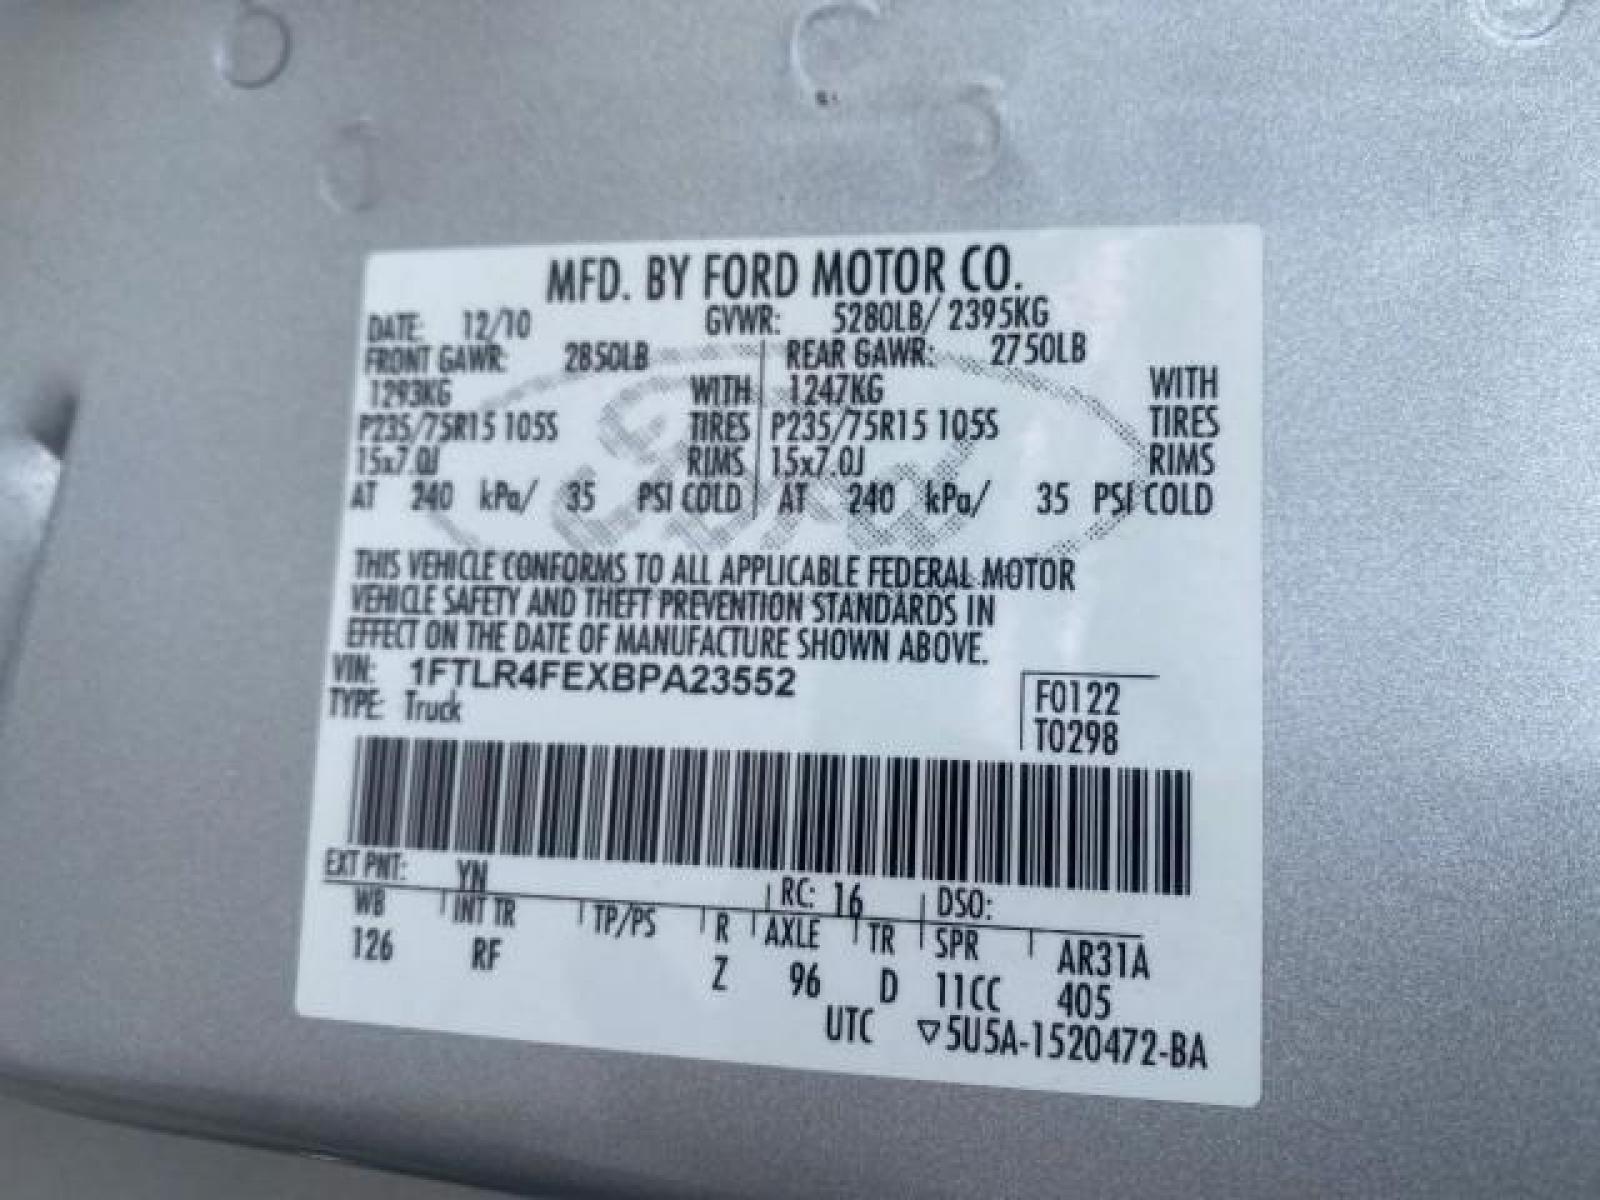 MFD. BY FORD MOTOR CO.
DATE: 12/10 GVWR: 5280LB/ 2395KG
FRONT GAWR: 2850LB REAR GAWR: 2750LB
1293KG WITH 1247KG WITH
P235/75R15 105S TIRES P235/75R15 105S TIRES
15x7.0J RIMS 15x7.0J RIMS
AT 240 kPa/ 35 PSI COLD AT 240 kPa/ 35 PSI COLD
THIS VEHICLE CONFORMS TO ALL APPLICABLE FEDERAL MOTOR
VEHICLE SAFETY AND THEFT PREVENTION STANDARDS IN
EFFECT ON THE DATE OF MANUFACTURE SHOWN ABOVE.
VIN: 1FTLR4FEXBPA23552
F0122
TYPE: Truck
T0298
EXT PNT: YN RC: 16 DSO:
WB INT TR TP/PS R AXLE TR SPR AR31A
126 RF Z 96 D 11CC 405
UTC ▽5U5A-1520472-BA